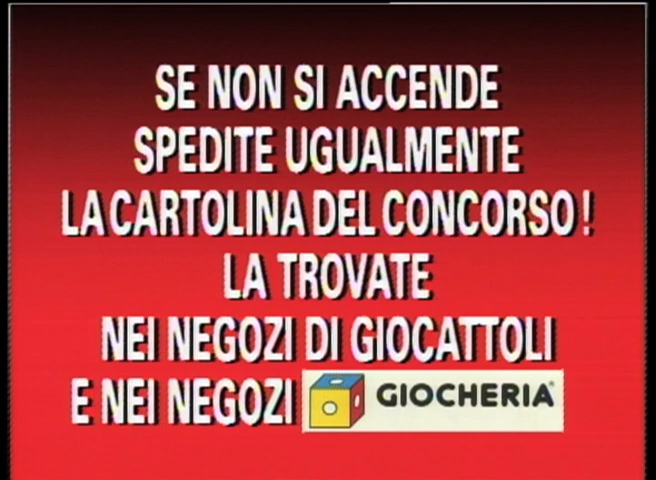 SE NON SI ACCENDE
SPEDITE UGUALMENTE
LA CARTOLINA DEL CONCORSO!
LA TROVATE
NEI NEGOZI DI GIOCATTOLI
E NEI NEGOZI GIOCHERIA®